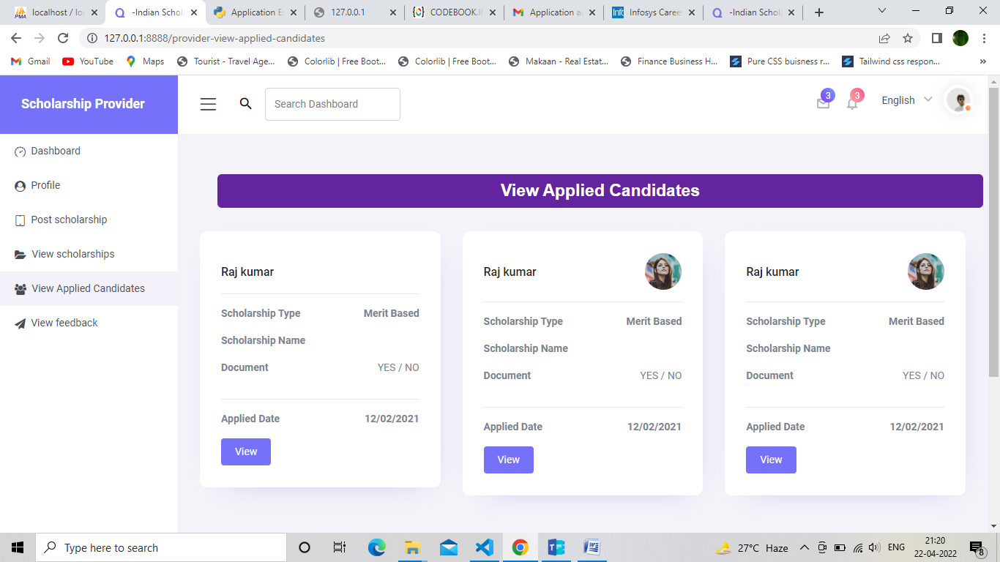 localhost / loc
-Indian Schol
Application E
127.0.0.1
CODEBOOK.I
Application a
Infosys Caree
-Indian Schol
127.0.0.1:8888/provider-view-applied-candidates
Gmail
YouTube
Maps
Tourist - Travel Age...
Colorlib | Free Boot...
Colorlib | Free Boot...
Makaan - Real Estat...
Finance Business H...
Pure CSS buisness r...
Tailwind css respon...
Scholarship Provider
Search Dashboard
3
3
English
Dashboard
Profile
Post scholarship
View scholarships
View Applied Candidates
View feedback
View Applied Candidates
Raj kumar
Scholarship Type Merit Based
Scholarship Name
Document YES / NO
Applied Date 12/02/2021
View
Raj kumar
Scholarship Type Merit Based
Scholarship Name
Document YES / NO
Applied Date 12/02/2021
View
Raj kumar
Scholarship Type Merit Based
Scholarship Name
Document YES / NO
Applied Date 12/02/2021
View
Type here to search
27°C Haze
ENG
21:20
22-04-2022
8